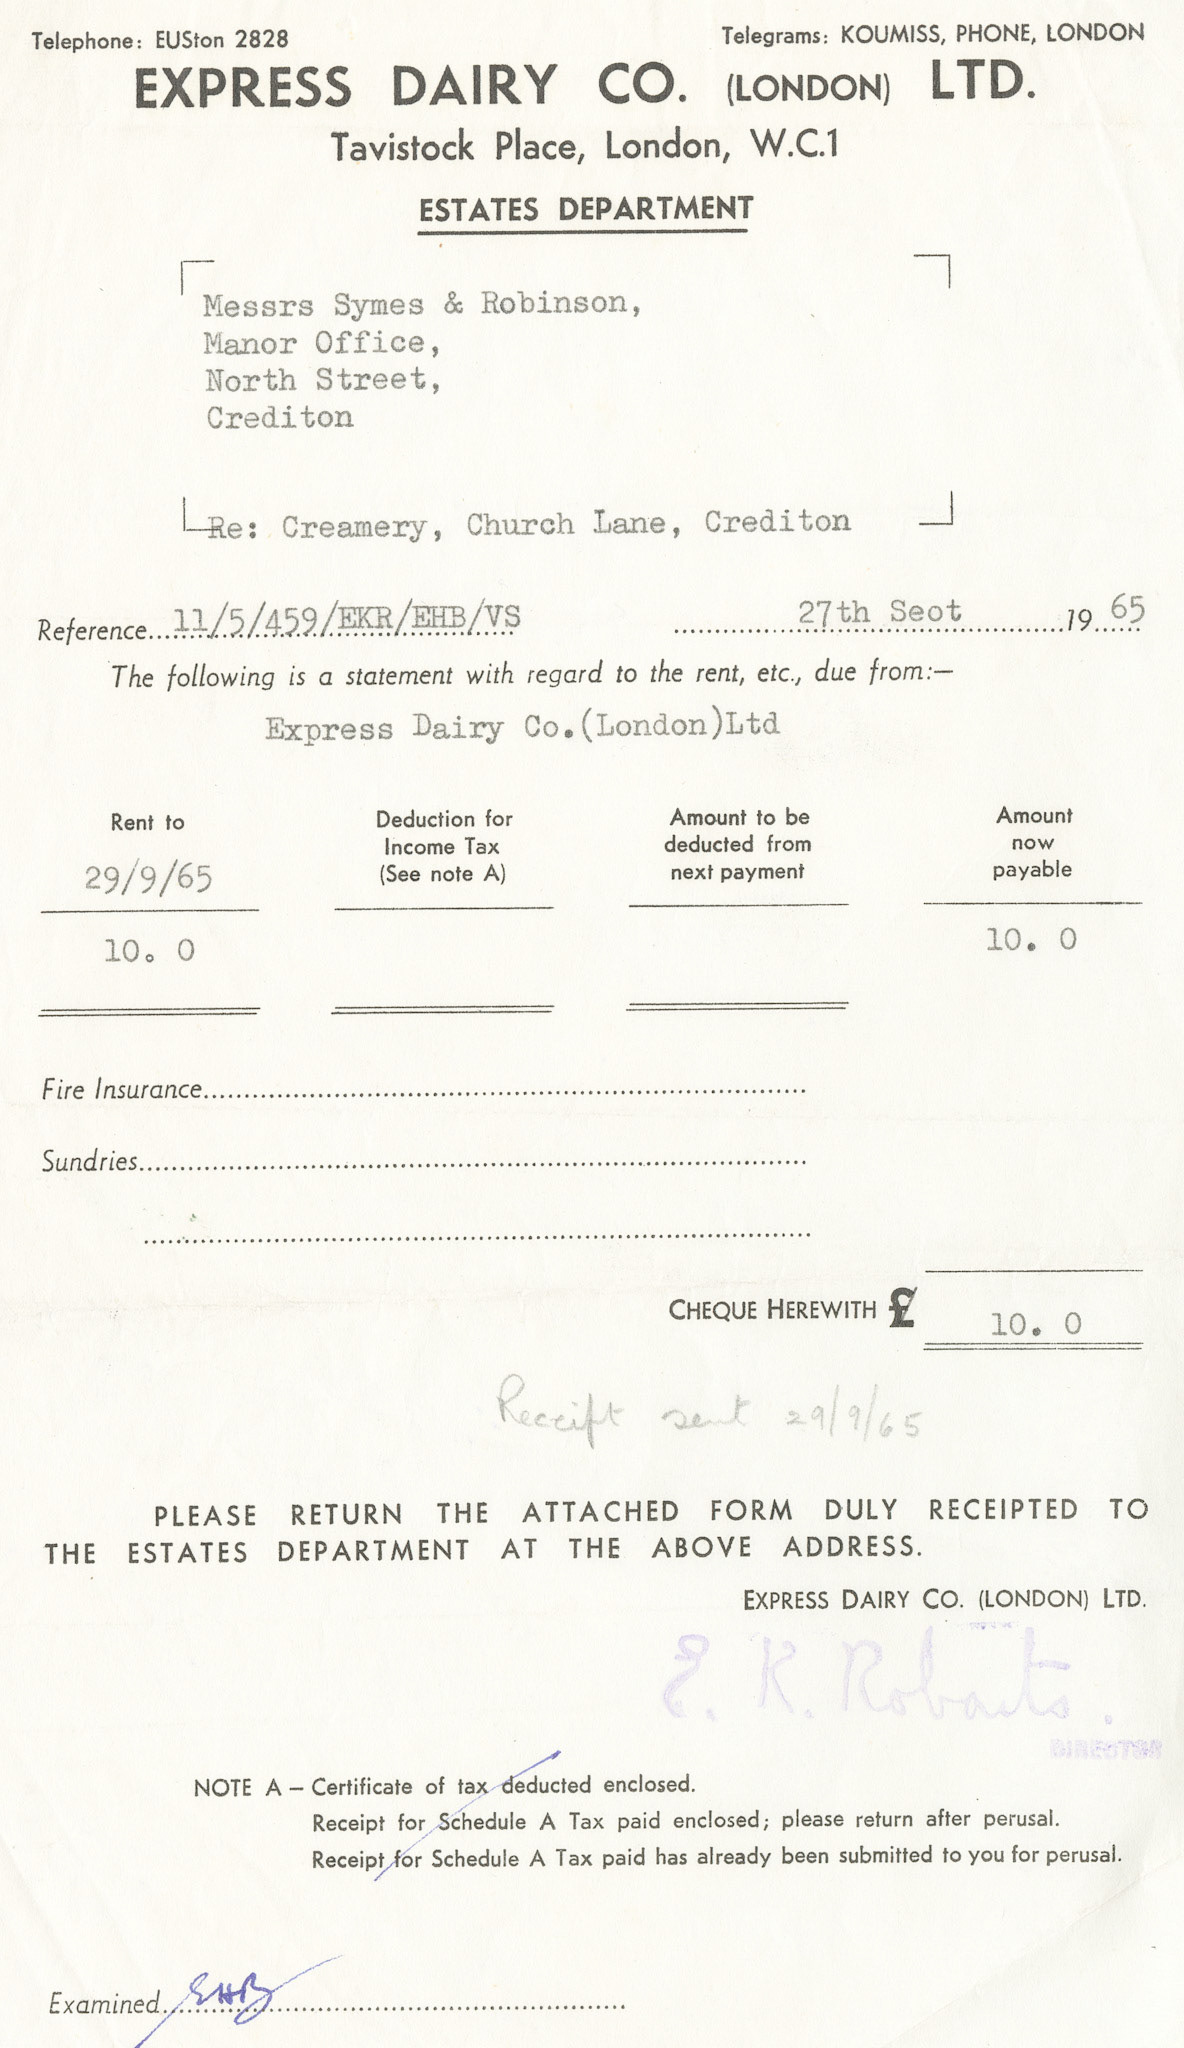 Telephone: EUSton 2828
Telegrams: KOUMISS, PHONE, LONDON
EXPRESS DAIRY CO. (LONDON) LTD.
Tavistock Place, London, W.C.1
ESTATES DEPARTMENT
Messrs Symes & Robinson,
Manor Office,
North Street,
Crediton
Re: Creamery, Church Lane, Crediton
Reference...11/5/459/EKR/EHB/VS 27th Seot 1965
The following is a statement with regard to the rent, etc., due from:—
Express Dairy Co.(London)Ltd
Rent to
29/9/65
Deduction for
Income Tax
(See note A)
Amount to be
deducted from
next payment
Amount
now
payable
10. 0
10. 0
Fire Insurance
Sundries
CHEQUE HEREWITH £ 10. 0
Receipt sent 29/9/65
PLEASE RETURN THE ATTACHED FORM DULY RECEIPTED TO
THE ESTATES DEPARTMENT AT THE ABOVE ADDRESS.
EXPRESS DAIRY CO. (LONDON) LTD.
E. K. Robarts.
DIRECTOR
NOTE A – Certificate of tax deducted enclosed.
Receipt for Schedule A Tax paid enclosed; please return after perusal.
Receipt for Schedule A Tax paid has already been submitted to you for perusal.
Examined EHB